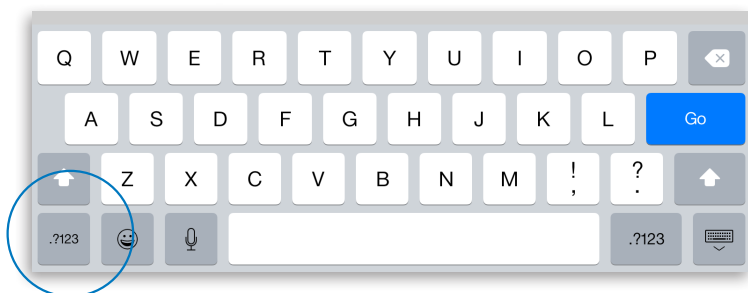 Q W E R T Y U I O P
A S D F G H J K L Go
Z X C V B N M ! , ? .
.?123 .?123